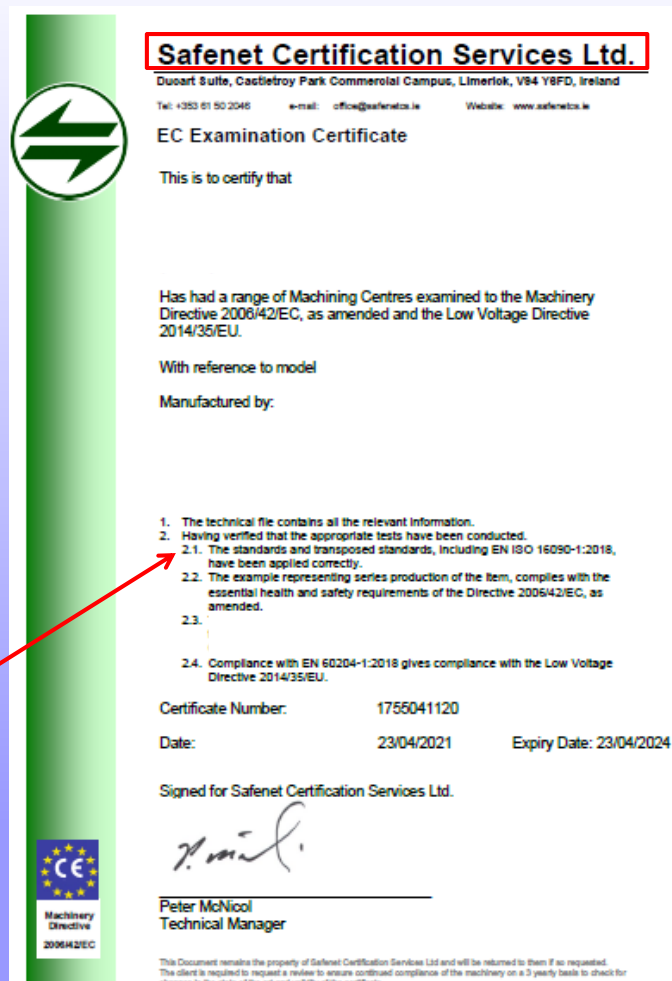 Safenet Certification Services Ltd.
Ducart Suite, Castletroy Park Commercial Campus, Limerick, V94 Y6FD, Ireland
Tel: +353 61 50 2046 e-mail: office@safenetcs.ie Website: www.safenetcs.ie
EC Examination Certificate
This is to certify that
Has had a range of Machining Centres examined to the Machinery
Directive 2006/42/EC, as amended and the Low Voltage Directive
2014/35/EU.
With reference to model
Manufactured by:
1. The technical file contains all the relevant information.
2. Having verified that the appropriate tests have been conducted.
2.1. The standards and transposed standards, including EN ISO 16090-1:2018,
have been applied correctly.
2.2. The example representing series production of the item, complies with the
essential health and safety requirements of the Directive 2006/42/EC, as
amended.
2.3.
2.4. Compliance with EN 60204-1:2018 gives compliance with the Low Voltage
Directive 2014/35/EU.
Certificate Number: 1755041120
Date: 23/04/2021 Expiry Date: 23/04/2024
Signed for Safenet Certification Services Ltd.
Peter McNicol
Technical Manager
CE
Machinery
Directive
2006/42/EC
This Document remains the property of Safenet Certification Services Ltd and will be returned to them if so requested.
The client is required to request a review to ensure continued compliance of the machinery on a 3 yearly basis to check for